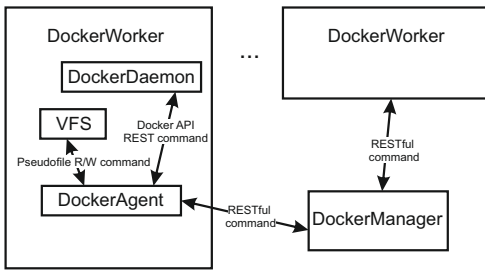 DockerWorker
DockerDaemon
VFS
Docker API
REST command
Pseudofile R/W command
DockerAgent
...
DockerWorker
RESTful
command
RESTful
command
DockerManager